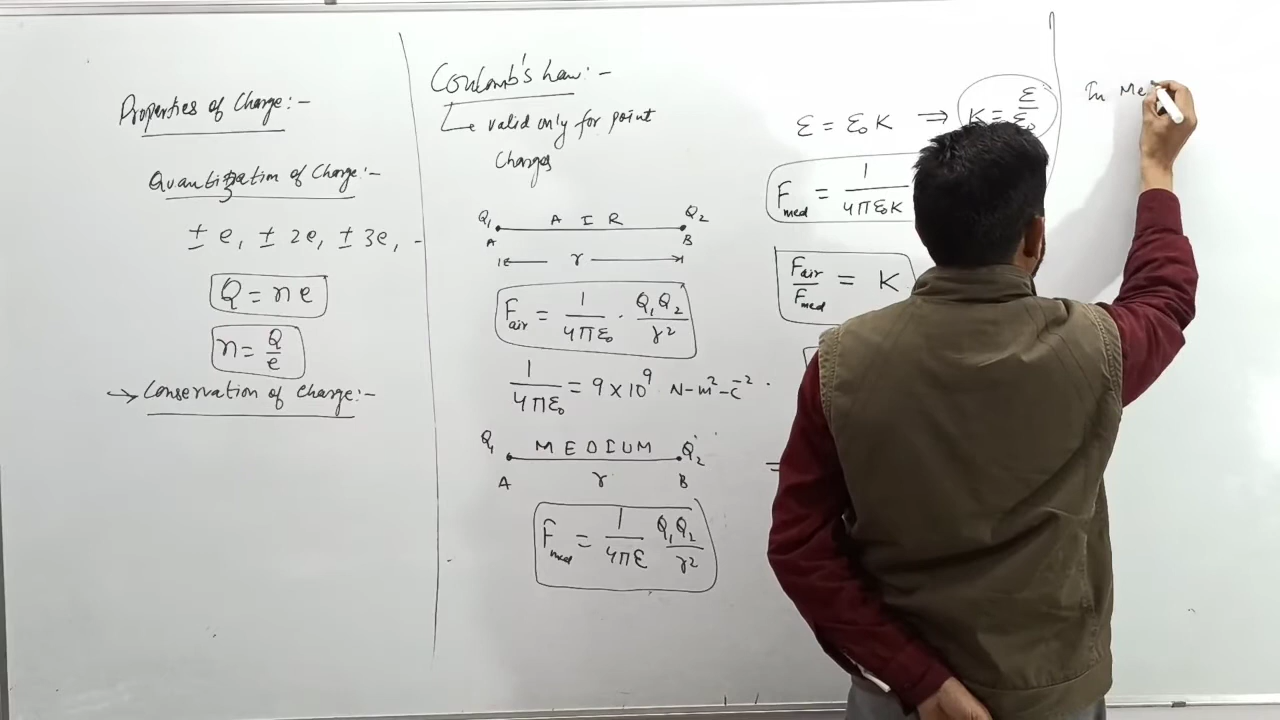 Properties of Charge:-
Quantization of Charge:-
± e, ± 2e, ± 3e, -
Q = ne
n = Q/e
→ Conservation of Charge:-
Coulomb's Law:-
valid only for point
Charges
Q₁ A I R Q₂
A B
r
F_air = 1/4πε₀ · Q₁Q₂/r²
1/4πε₀ = 9 × 10⁹ N-m²-C⁻²
Q₁ M E D I U M Q₂
A r B
F_med = 1/4πε Q₁Q₂/r²
ε = ε₀ K ⇒ K = ε/ε₀
F_med = 1/4πε₀K
F_air/F_med = K
=
In Me